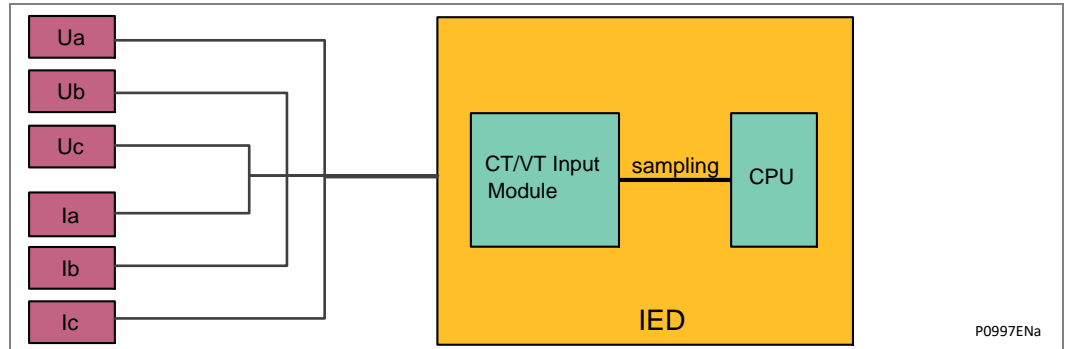 Ua
Ub
Uc
Ia
Ib
Ic
CT/VT Input
Module
sampling
CPU
IED
P0997ENa